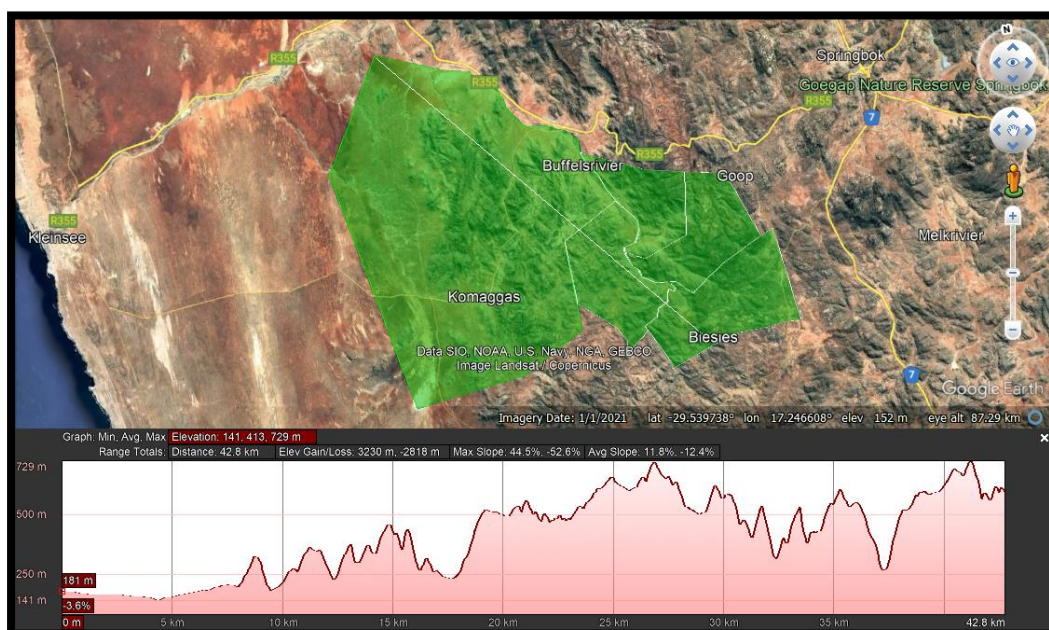 N
R355
Springbok
Goegap Nature Reserve Springbok
R355
7
Buffelsrivier
R355
Goop
R355
Kleinsee
Melkrivier
Komaggas
Biesies
Data SIO, NOAA, U.S. Navy, NGA, GEBCO
Image Landsat / Copernicus
7
Google Earth
Imagery Date: 1/1/2021 lat -29.539738° lon 17.246608° elev 152 m eye alt 87.29 km
Graph: Min, Avg, Max Elevation: 141, 413, 729 m
Range Totals: Distance: 42.8 km Elev Gain/Loss: 3230 m, -2818 m Max Slope: 44.5%, -52.6% Avg Slope: 11.8%, -12.4%
729 m
500 m
250 m
181 m
141 m
-3.6%
0 m 5 km 10 km 15 km 20 km 25 km 30 km 35 km 42.8 km